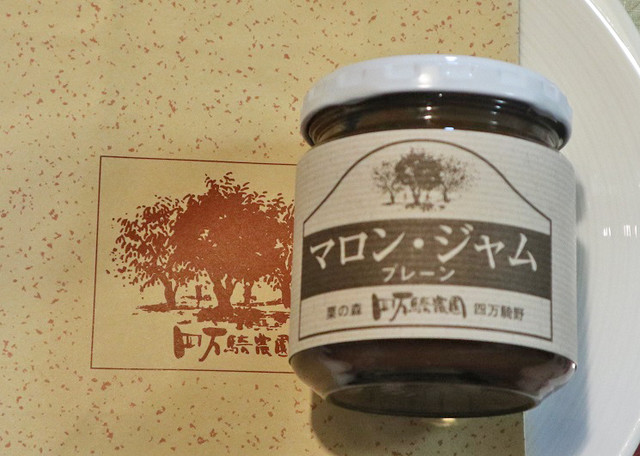 四万騎農園
マロン・ジャム
プレーン
栗の森 四万騎農園 四万騎野